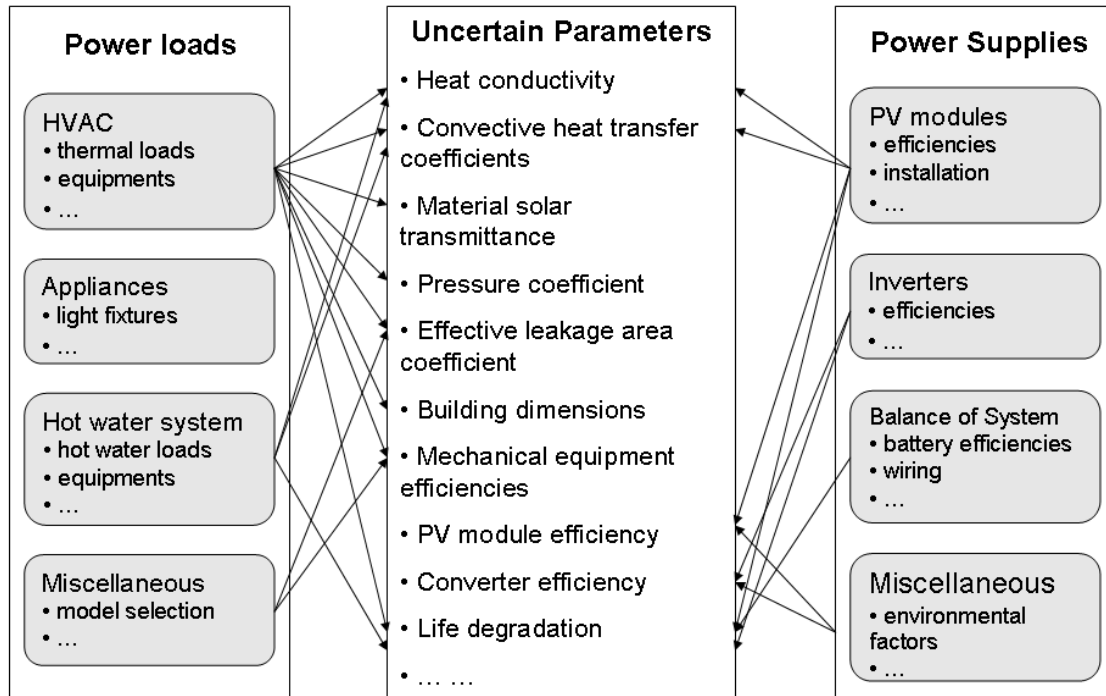 Power loads
HVAC
• thermal loads
• equipments
• ...
Appliances
• light fixtures
• ...
Hot water system
• hot water loads
• equipments
• ...
Miscellaneous
• model selection
• ...
Uncertain Parameters
• Heat conductivity
• Convective heat transfer
coefficients
• Material solar
transmittance
• Pressure coefficient
• Effective leakage area
coefficient
• Building dimensions
• Mechanical equipment
efficiencies
• PV module efficiency
• Converter efficiency
• Life degradation
• ... ...
Power Supplies
PV modules
• efficiencies
• installation
• ...
Inverters
• efficiencies
• ...
Balance of System
• battery efficiencies
• wiring
• ...
Miscellaneous
• environmental
factors
• ...